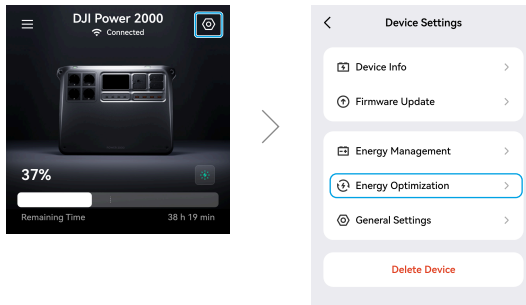 DJI Power 2000
Connected
37%
Remaining Time 38 h 19 min
Device Settings
Device Info
Firmware Update
Energy Management
Energy Optimization
General Settings
Delete Device